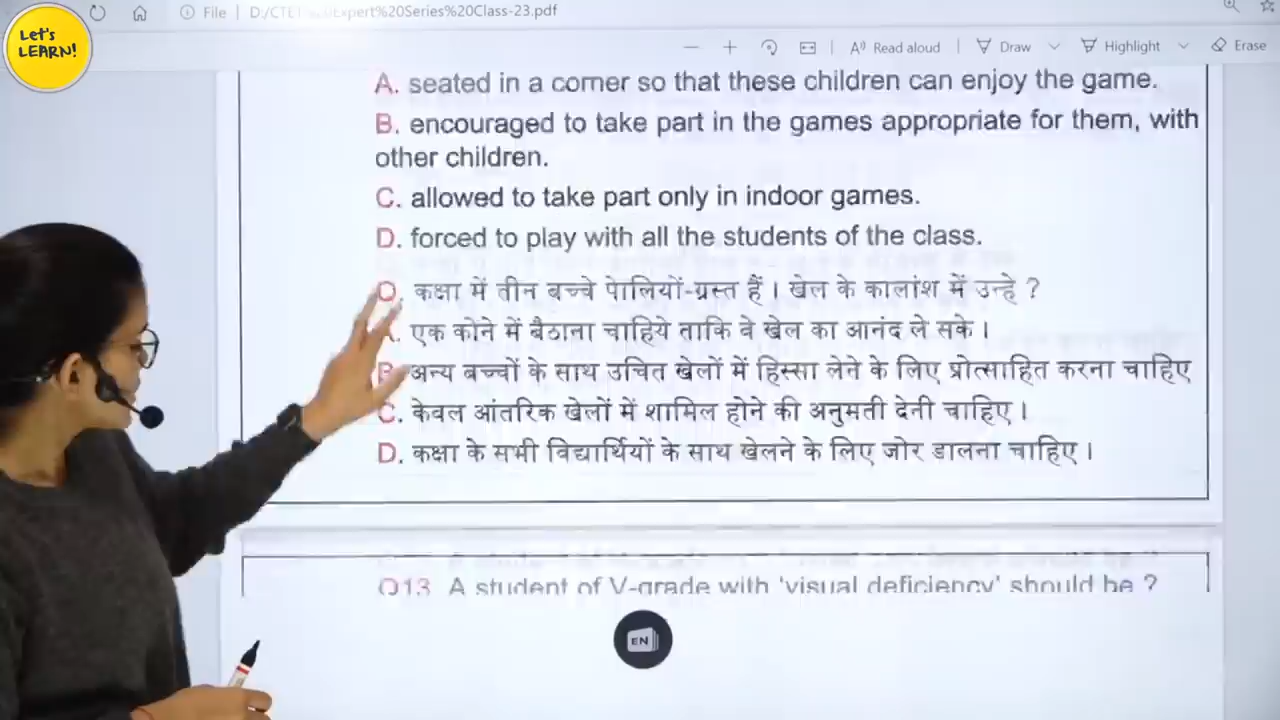 Let's
LEARN!
File | D:/CTET
Expert%20Series%20Class-23.pdf
Read aloud
Draw
Highlight
Erase
A. seated in a corner so that these children can enjoy the game.
B. encouraged to take part in the games appropriate for them, with
other children.
C. allowed to take part only in indoor games.
D. forced to play with all the students of the class.
Q. कक्षा में तीन बच्चे पेालियों-ग्रस्त हैं । खेल के कालांश में उन्हे ?
एक कोने में बैठाना चाहिये ताकि वे खेल का आनंद ले सके ।
B. अन्य बच्चों के साथ उचित खेलों में हिस्सा लेने के लिए प्रोत्साहित करना चाहिए
C. केवल आंतरिक खेलों में शामिल होने की अनुमती देनी चाहिए ।
D. कक्षा के सभी विद्यार्थियों के साथ खेलने के लिए जोर डालना चाहिए ।
Q13 A student of V-grade with 'visual deficiency' should be ?
EN